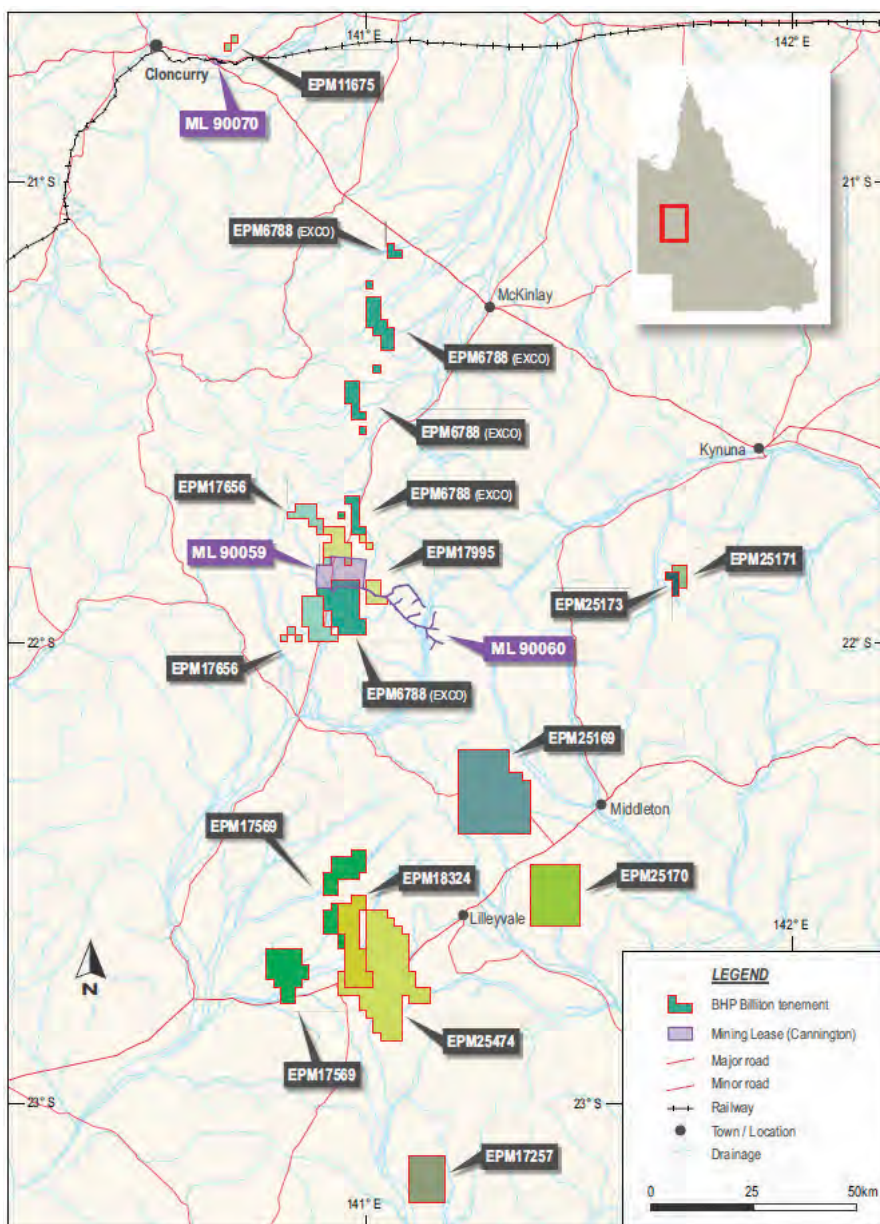 141° E
142° E
Cloncurry
EPM11675
ML 90070
21° S
21° S
EPM6788 (EXCO)
McKinlay
EPM6788 (EXCO)
EPM6788 (EXCO)
Kynuna
EPM17656
EPM6788 (EXCO)
ML 90059
EPM17995
EPM25171
EPM25173
22° S
22° S
ML 90060
EPM17656
EPM6788 (EXCO)
EPM25169
Middleton
EPM17569
EPM18324
EPM25170
Lilleyvale
142° E
N
EPM25474
EPM17569
23° S
23° S
EPM17257
141° E
LEGEND
BHP Billiton tenement
Mining Lease (Cannington)
Major road
Minor road
Railway
Town / Location
Drainage
0 25 50km